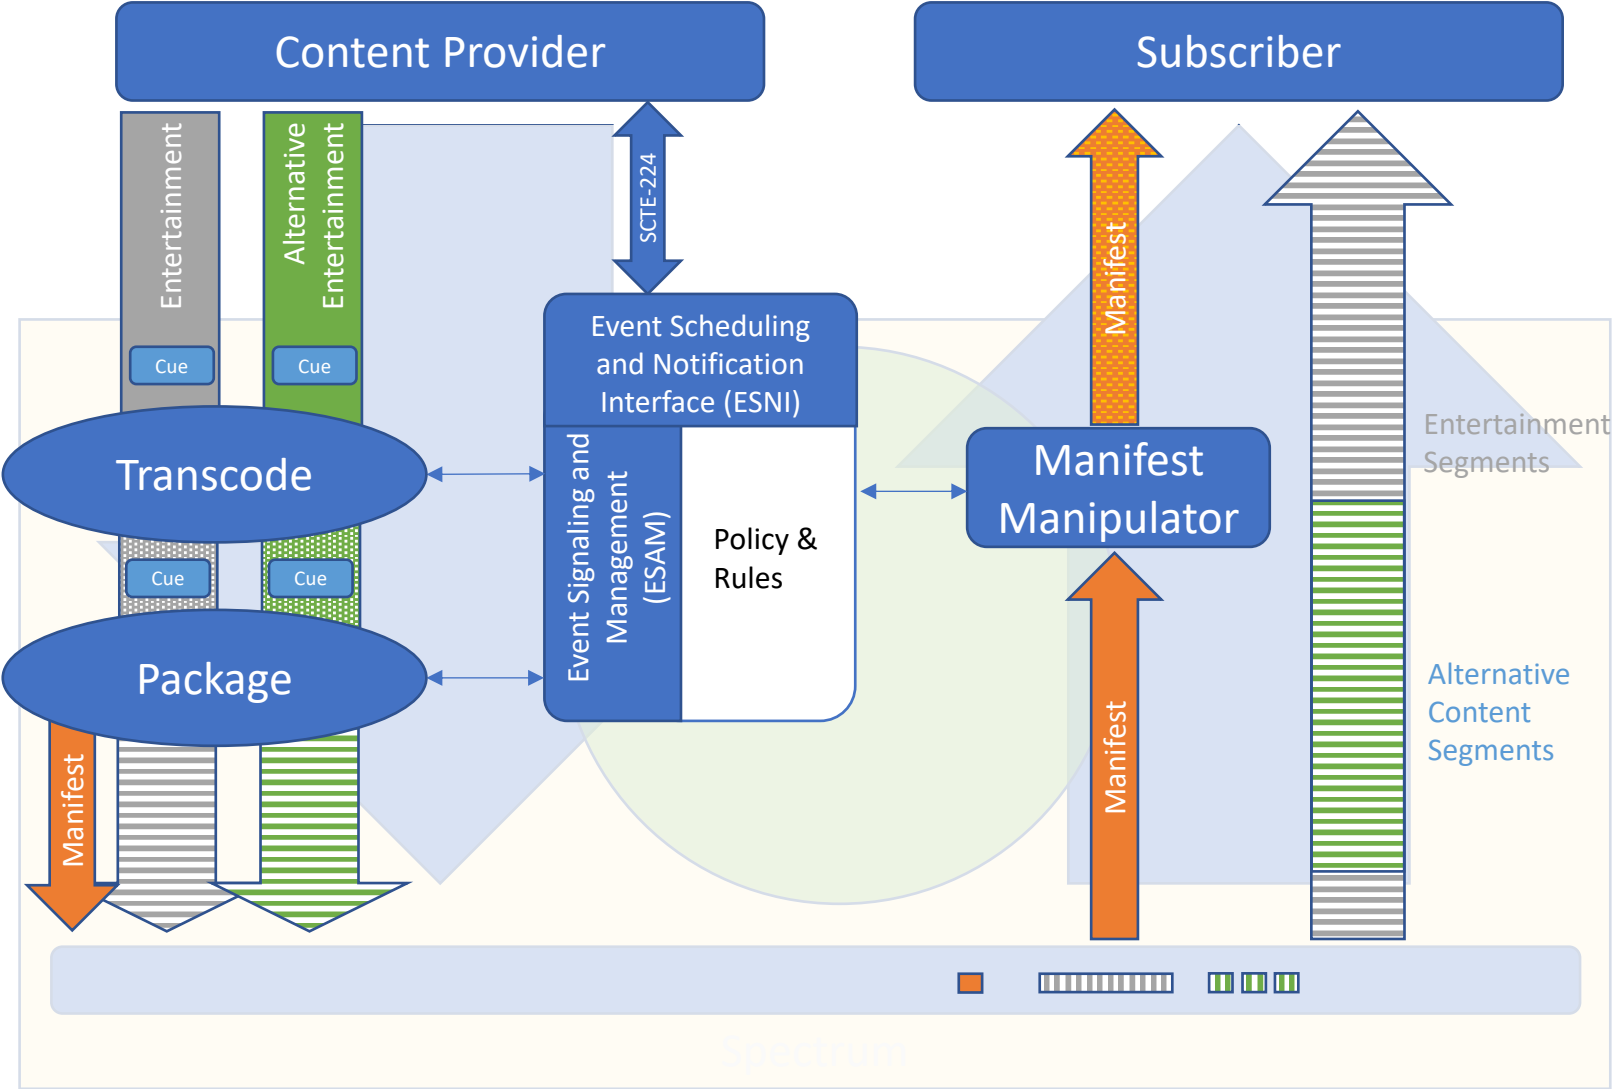 Content Provider
Subscriber
Entertainment
Alternative
Entertainment
SCTE-224
Manifest
Event Scheduling
and Notification
Interface (ESNI)
Cue
Cue
Transcode
Event Signaling and
Management
(ESAM)
Policy &
Rules
Manifest
Manipulator
Entertainment
Segments
Cue
Cue
Package
Alternative
Content
Segments
Manifest
Manifest
Spectrum